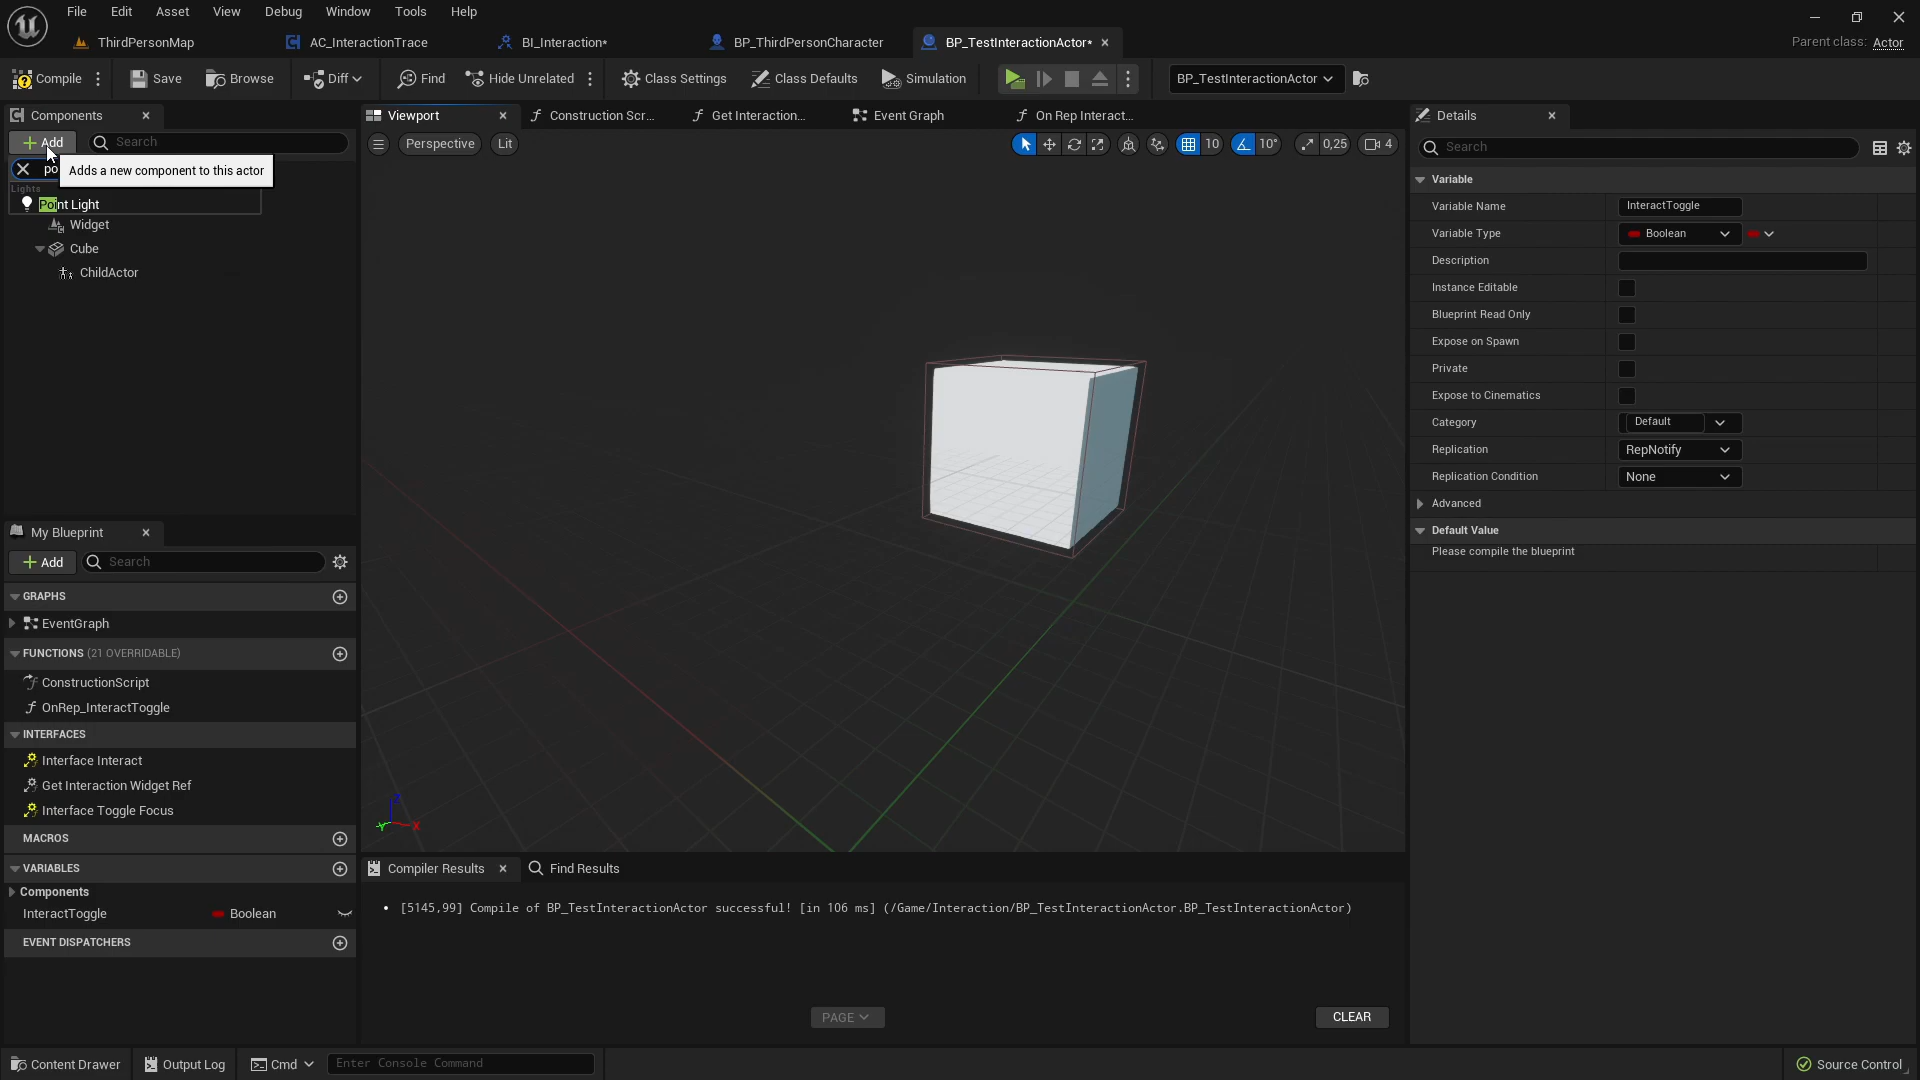 File Edit Asset View Debug Window Tools Help
ThirdPersonMap AC_InteractionTrace BI_Interaction* BP_ThirdPersonCharacter BP_TestInteractionActor*
Parent class: Actor
Compile Save Browse Diff Find Hide Unrelated Class Settings Class Defaults Simulation BP_TestInteractionActor
Components Viewport Construction Scr... Get Interaction... Event Graph On Rep Interact... Details
Add Search
Perspective Lit 10 10° 0,25 4
Search
Adds a new component to this actor
Lights
Point Light
Widget
Cube
ChildActor
Variable
Variable Name InteractToggle
Variable Type Boolean
Description
Instance Editable
Blueprint Read Only
Expose on Spawn
Private
Expose to Cinematics
Category Default
Replication RepNotify
Replication Condition None
Advanced
Default Value
Please compile the blueprint
My Blueprint
Add Search
GRAPHS
EventGraph
FUNCTIONS (21 OVERRIDABLE)
ConstructionScript
OnRep_InteractToggle
INTERFACES
Interface Interact
Get Interaction Widget Ref
Interface Toggle Focus
MACROS
VARIABLES
Components
InteractToggle Boolean
EVENT DISPATCHERS
Z
Y X
Compiler Results Find Results
[5145,99] Compile of BP_TestInteractionActor successful! [in 106 ms] (/Game/Interaction/BP_TestInteractionActor.BP_TestInteractionActor)
PAGE CLEAR
Content Drawer Output Log Cmd Enter Console Command Source Control